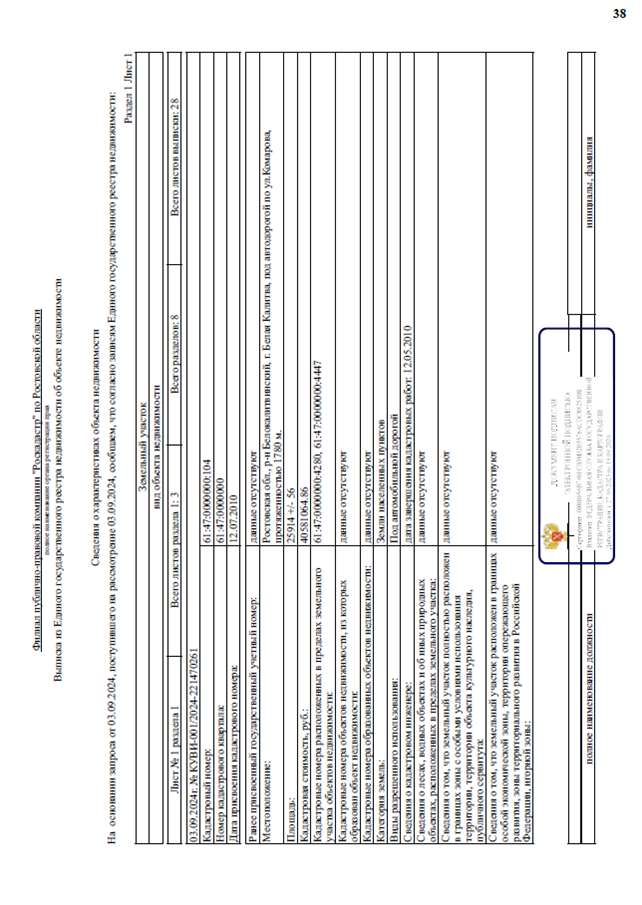 38
Филиал публично-правовой компании "Роскадастр" по Ростовской области
полное наименование органа регистрации прав
Выписка из Единого государственного реестра недвижимости об объекте недвижимости
Сведения о характеристиках объекта недвижимости
На основании запроса от 03.09.2024, поступившего на рассмотрение 03.09.2024, сообщаем, что согласно записям Единого государственного реестра недвижимости:
Раздел 1 Лист 1
Земельный участок
вид объекта недвижимости
Лист № 1 раздела 1 Всего листов раздела 1: 3 Всего разделов: 8 Всего листов выписки: 28
03.09.2024г. № КУВИ-001/2024-221470261
Кадастровый номер: 61:47:0000000:104
Номер кадастрового квартала: 61:47:0000000
Дата присвоения кадастрового номера: 12.07.2010
Ранее присвоенный государственный учетный номер: данные отсутствуют
Местоположение: Ростовская обл., р-н Белокалитвинский, г. Белая Калитва, под автодорогой по ул.Комарова,
протяженностью 1780 м.
Площадь: 25914 +/- 56
Кадастровая стоимость, руб.: 40581064.86
Кадастровые номера расположенных в пределах земельного 61:47:0000000:4280, 61:47:0000000:4447
участка объектов недвижимости:
Кадастровые номера объектов недвижимости, из которых данные отсутствуют
образован объект недвижимости:
Кадастровые номера образованных объектов недвижимости: данные отсутствуют
Категория земель: Земли населенных пунктов
Виды разрешенного использования: Под автомобильной дорогой
Сведения о кадастровом инженере: дата завершения кадастровых работ: 12.05.2010
Сведения о лесах, водных объектах и об иных природных данные отсутствуют
объектах, расположенных в пределах земельного участка:
Сведения о том, что земельный участок полностью расположен данные отсутствуют
в границах зоны с особыми условиями использования
территории, территории объекта культурного наследия,
публичного сервитута:
Сведения о том, что земельный участок расположен в границах данные отсутствуют
особой экономической зоны, территории опережающего
развития, зоны территориального развития в Российской
Федерации, игорной зоны:
ДОКУМЕНТ ПОДПИСАН
ЭЛЕКТРОННОЙ ПОДПИСЬЮ
полное наименование должности инициалы, фамилия